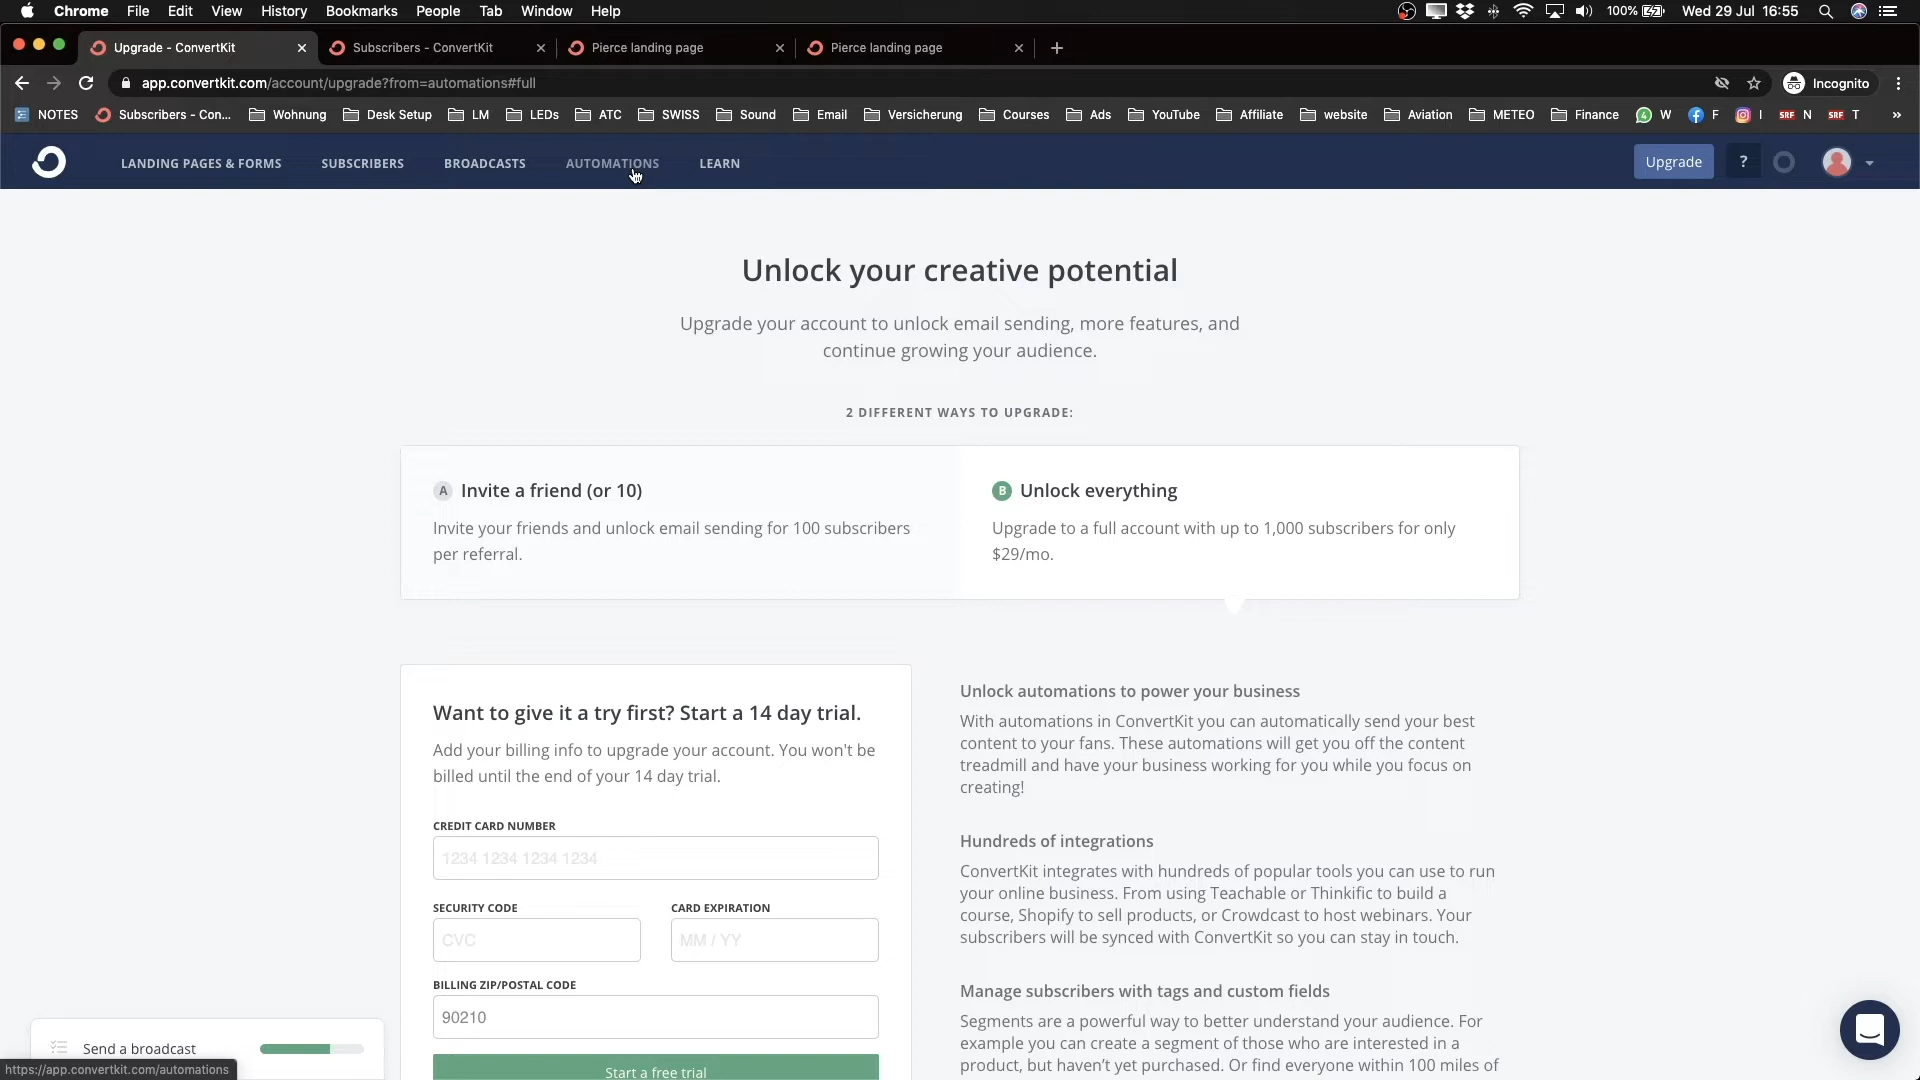 Chrome File Edit View History Bookmarks People Tab Window Help 100% Wed 29 Jul 16:55
Upgrade - ConvertKit Subscribers - ConvertKit Pierce landing page Pierce landing page
app.convertkit.com/account/upgrade?from=automations#full Incognito
NOTES Subscribers - Con... Wohnung Desk Setup LM LEDs ATC SWISS Sound Email Versicherung Courses Ads YouTube Affiliate website Aviation METEO Finance 4 W F I SRF N SRF T »
LANDING PAGES & FORMS SUBSCRIBERS BROADCASTS AUTOMATIONS LEARN Upgrade ?
Unlock your creative potential
Upgrade your account to unlock email sending, more features, and
continue growing your audience.
2 DIFFERENT WAYS TO UPGRADE:
A Invite a friend (or 10)
Invite your friends and unlock email sending for 100 subscribers
per referral.
B Unlock everything
Upgrade to a full account with up to 1,000 subscribers for only
$29/mo.
Want to give it a try first? Start a 14 day trial.
Add your billing info to upgrade your account. You won't be
billed until the end of your 14 day trial.
CREDIT CARD NUMBER
1234 1234 1234 1234
SECURITY CODE CARD EXPIRATION
CVC MM / YY
BILLING ZIP/POSTAL CODE
90210
Start a free trial
Unlock automations to power your business
With automations in ConvertKit you can automatically send your best
content to your fans. These automations will get you off the content
treadmill and have your business working for you while you focus on
creating!
Hundreds of integrations
ConvertKit integrates with hundreds of popular tools you can use to run
your online business. From using Teachable or Thinkific to build a
course, Shopify to sell products, or Crowdcast to host webinars. Your
subscribers will be synced with ConvertKit so you can stay in touch.
Manage subscribers with tags and custom fields
Segments are a powerful way to better understand your audience. For
example you can create a segment of those who are interested in a
product, but haven't yet purchased. Or find everyone within 100 miles of
Send a broadcast
https://app.convertkit.com/automations